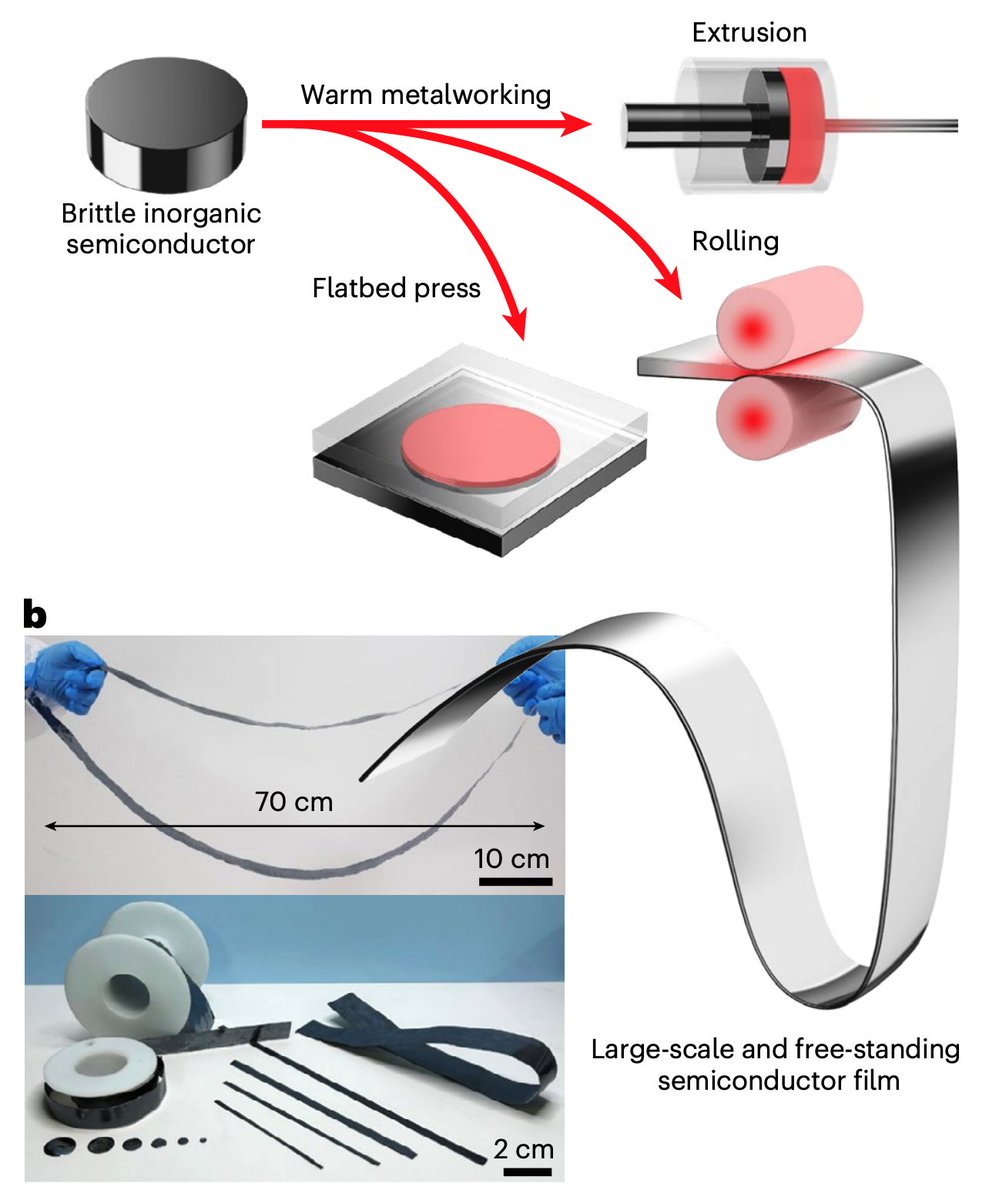 Extrusion
Warm metalworking
Brittle inorganic
semiconductor
Rolling
Flatbed press
b
70 cm
10 cm
Large-scale and free-standing
semiconductor film
2 cm